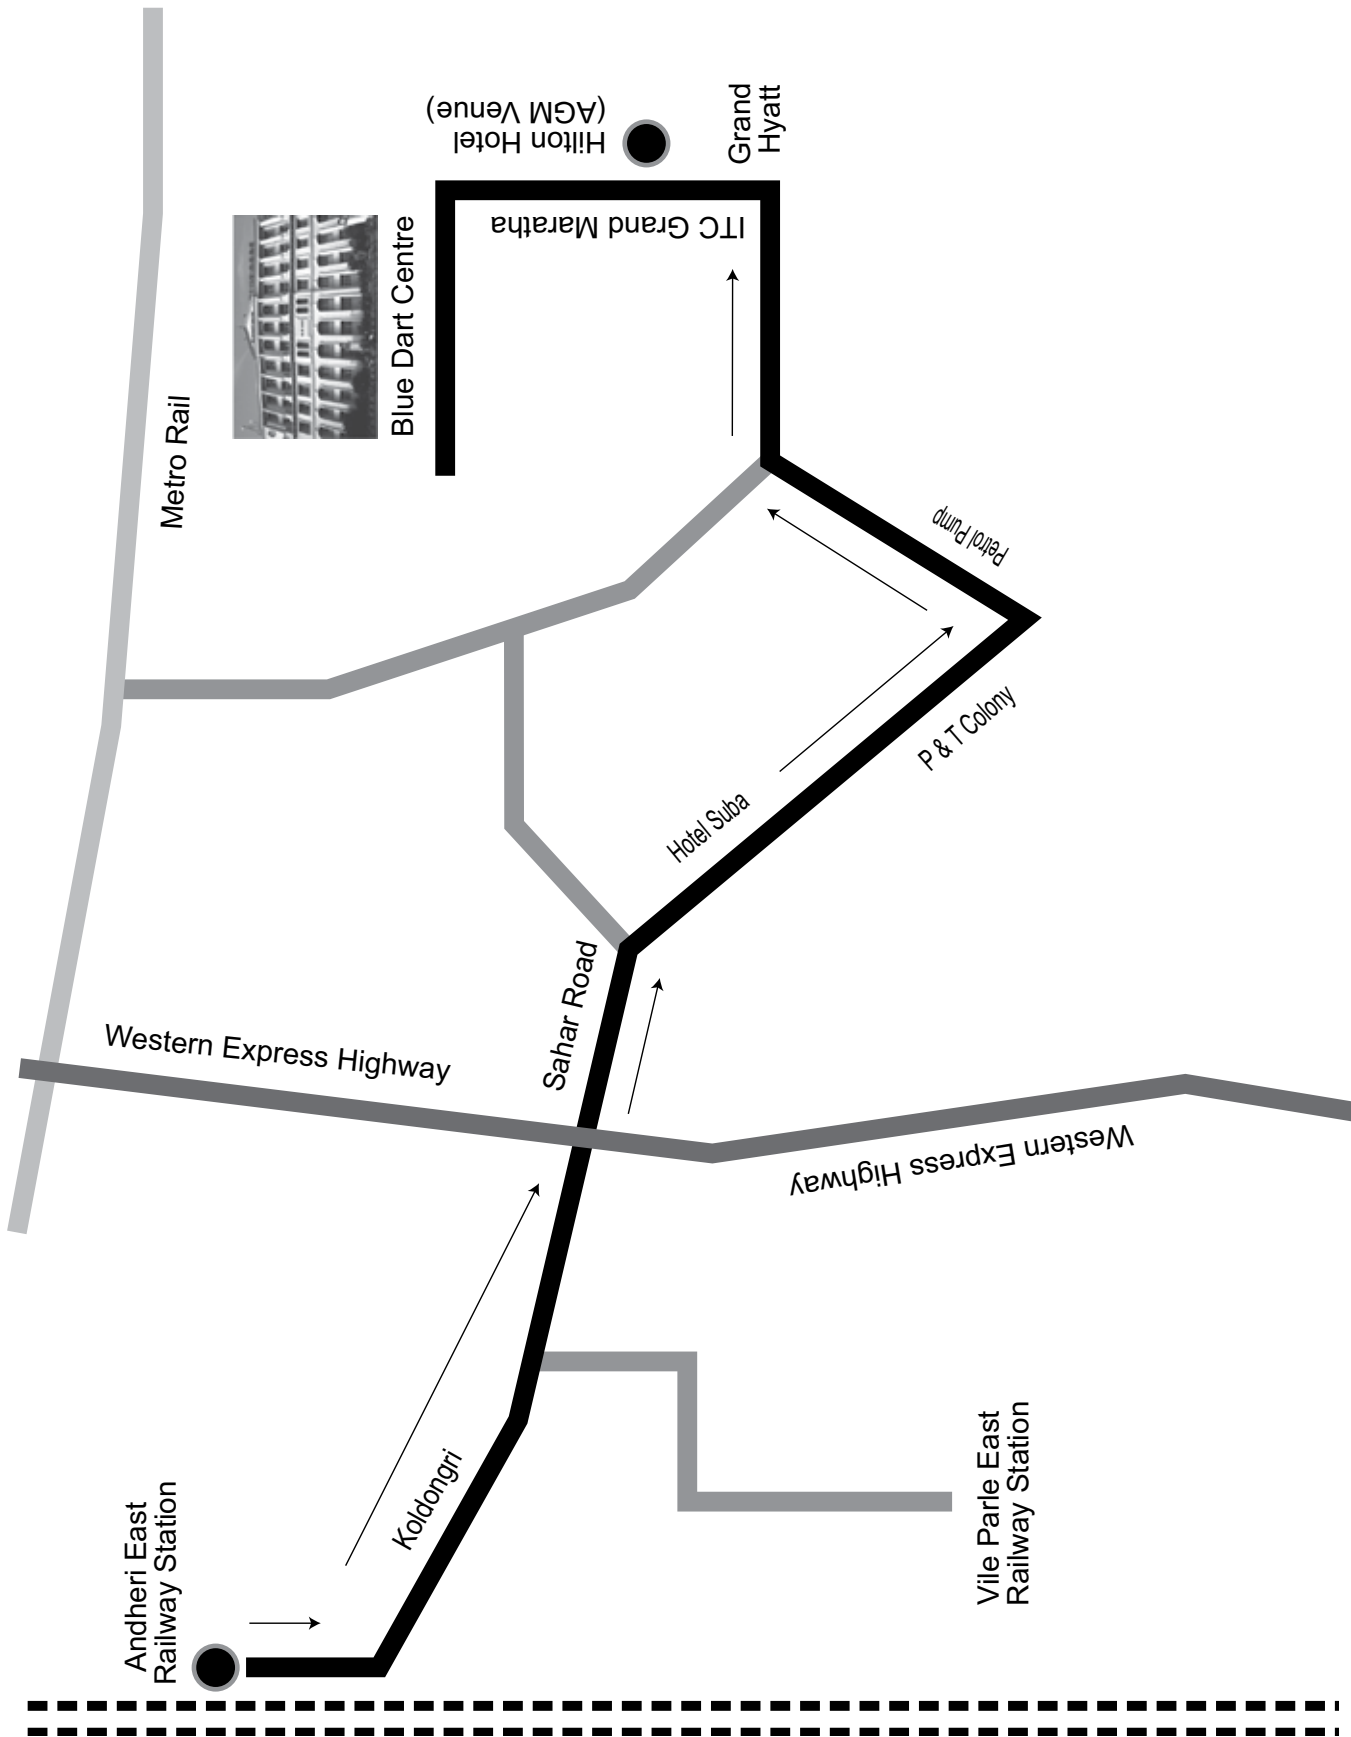 Metro Rail
Blue Dart Centre
Hilton Hotel
(AGM Venue)
Grand
Hyatt
ITC Grand Maratha
Petrol Pump
P & T Colony
Hotel Suba
Sahar Road
Western Express Highway
Western Express Highway
Koldongri
Andheri East
Railway Station
Vile Parle East
Railway Station